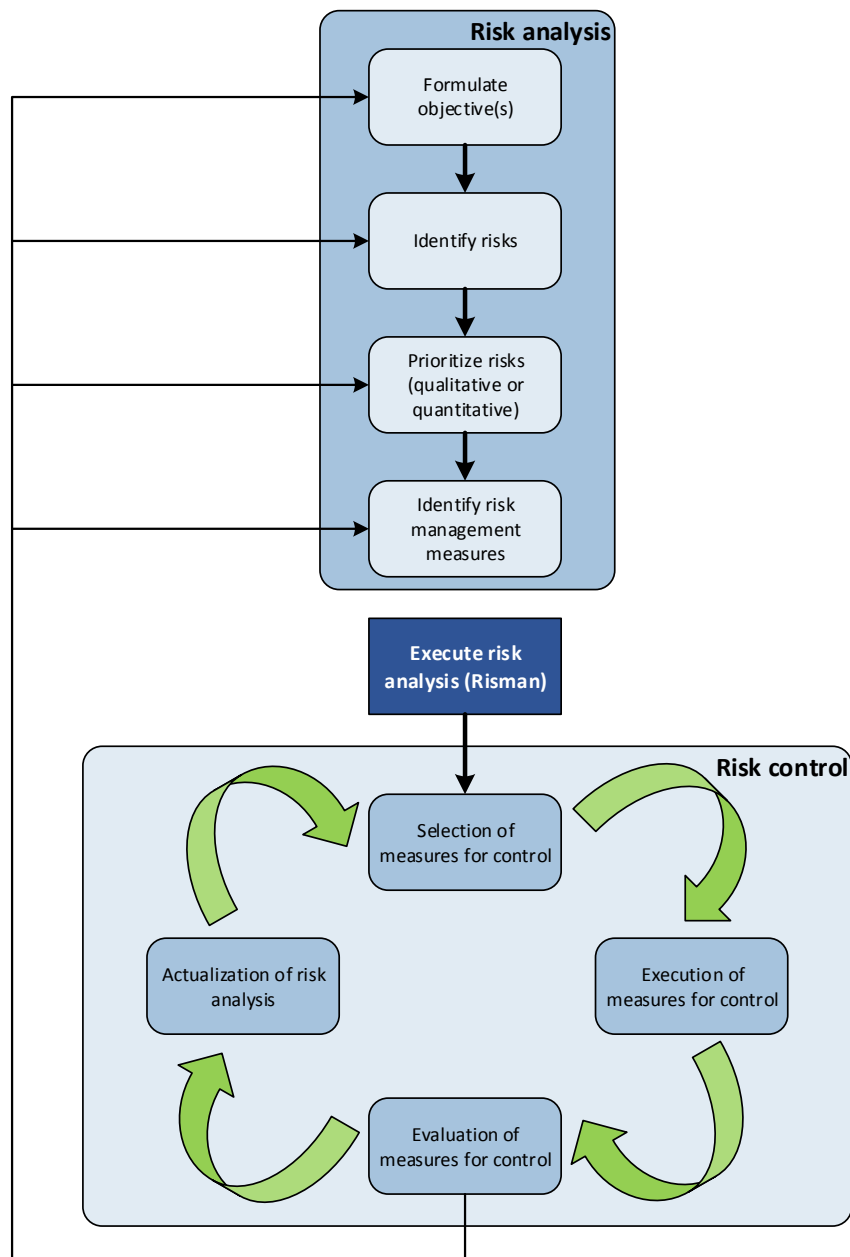 Risk analysis
Formulate
objective(s)
Identify risks
Prioritize risks
(qualitative or
quantitative)
Identify risk
management
measures
Execute risk
analysis (Risman)
Risk control
Selection of
measures for control
Actualization of risk
analysis
Execution of
measures for control
Evaluation of
measures for control